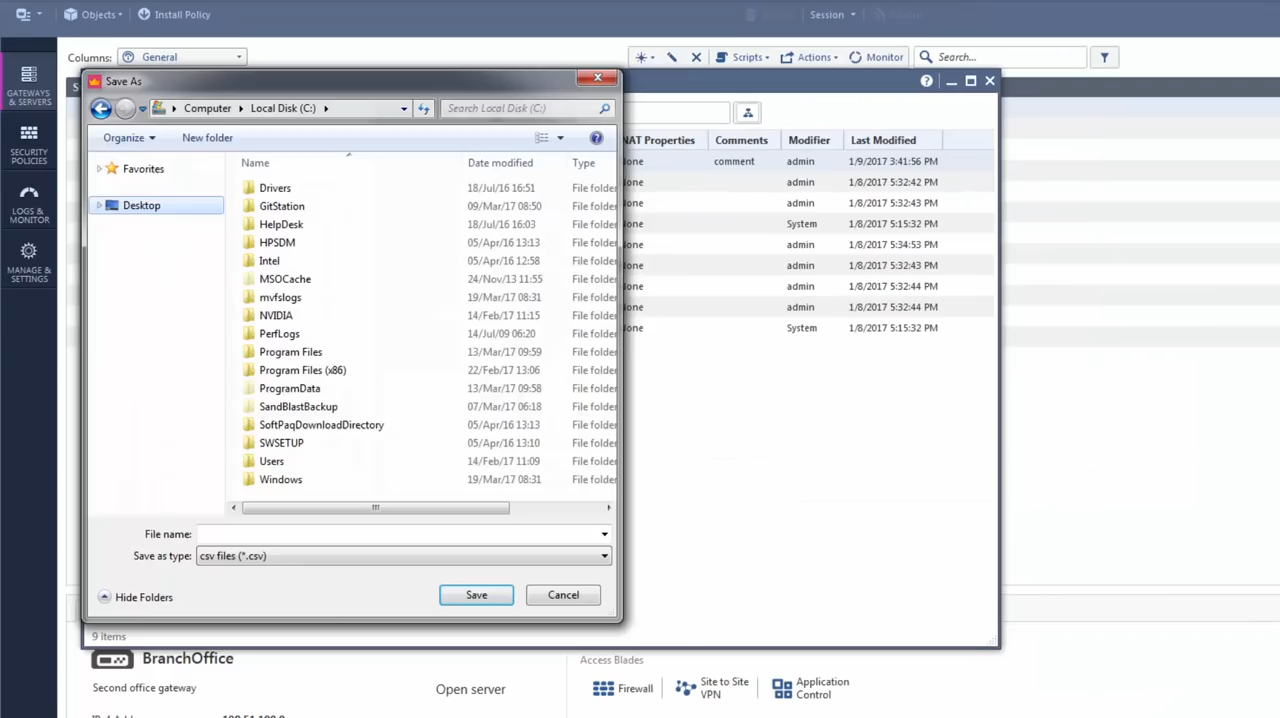 Objects
Install Policy
Session
Columns:
General
Scripts
Actions
Monitor
Search...
GATEWAYS
& SERVERS
SECURITY
POLICIES
LOGS &
MONITOR
MANAGE &
SETTINGS
Save As
Computer
Local Disk (C:)
Search Local Disk (C:)
Organize
New folder
Favorites
Desktop
Name Date modified Type
Drivers 18/Jul/16 16:51 File folder
GitStation 09/Mar/17 08:50 File folder
HelpDesk 18/Jul/16 16:03 File folder
HPSDM 05/Apr/16 13:13 File folder
Intel 05/Apr/16 12:58 File folder
MSOCache 24/Nov/13 11:55 File folder
mvfslogs 19/Mar/17 08:31 File folder
NVIDIA 14/Feb/17 11:15 File folder
PerfLogs 14/Jul/09 06:20 File folder
Program Files 13/Mar/17 09:59 File folder
Program Files (x86) 22/Feb/17 13:06 File folder
ProgramData 13/Mar/17 09:58 File folder
SandBlastBackup 07/Mar/17 06:18 File folder
SoftPaqDownloadDirectory 05/Apr/16 13:13 File folder
SWSETUP 05/Apr/16 13:10 File folder
Users 14/Feb/17 11:09 File folder
Windows 19/Mar/17 08:31 File folder
File name:
Save as type: csv files (*.csv)
Hide Folders
Save
Cancel
NAT Properties Comments Modifier Last Modified
None comment admin 1/9/2017 3:41:56 PM
None admin 1/8/2017 5:32:42 PM
None admin 1/8/2017 5:32:43 PM
None System 1/8/2017 5:15:32 PM
None admin 1/8/2017 5:34:53 PM
None admin 1/8/2017 5:32:43 PM
None admin 1/8/2017 5:32:44 PM
None admin 1/8/2017 5:32:44 PM
None System 1/8/2017 5:15:32 PM
9 items
BranchOffice
Second office gateway
Open server
Access Blades
Firewall
Site to Site
VPN
Application
Control